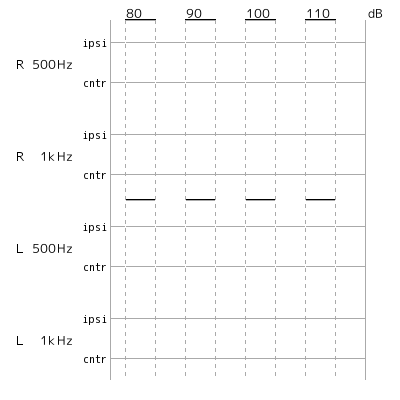 80 90 100 110 dB
ipsi
R 500Hz
cntr
ipsi
R 1kHz
cntr
ipsi
L 500Hz
cntr
ipsi
L 1kHz
cntr